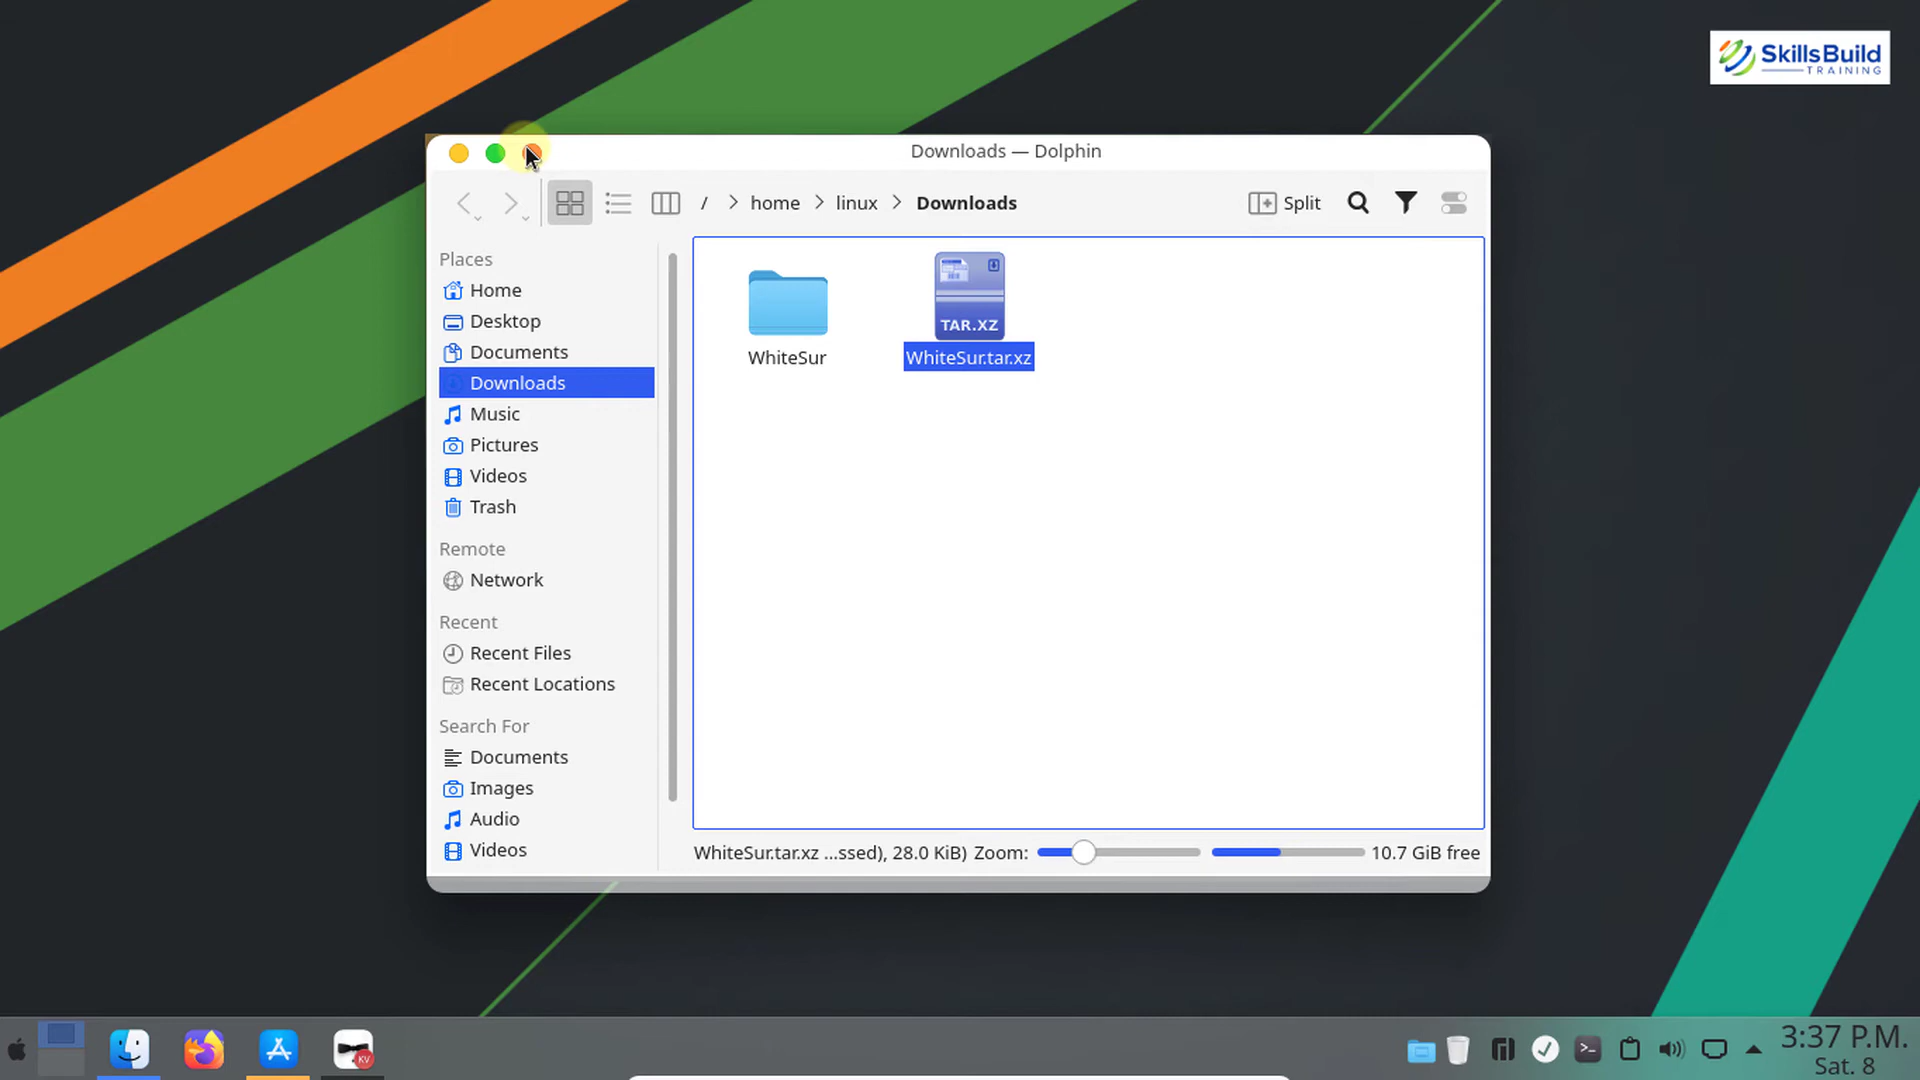 SkillsBuild
TRAINING
Downloads — Dolphin
/ home linux Downloads
Split
Places
Home
Desktop
Documents
Downloads
Music
Pictures
Videos
Trash
Remote
Network
Recent
Recent Files
Recent Locations
Search For
Documents
Images
Audio
Videos
TAR.XZ
WhiteSur
WhiteSur.tar.xz
WhiteSur.tar.xz ...ssed), 28.0 KiB) Zoom: 10.7 GiB free
KV
3:37 P.M.
Sat. 8